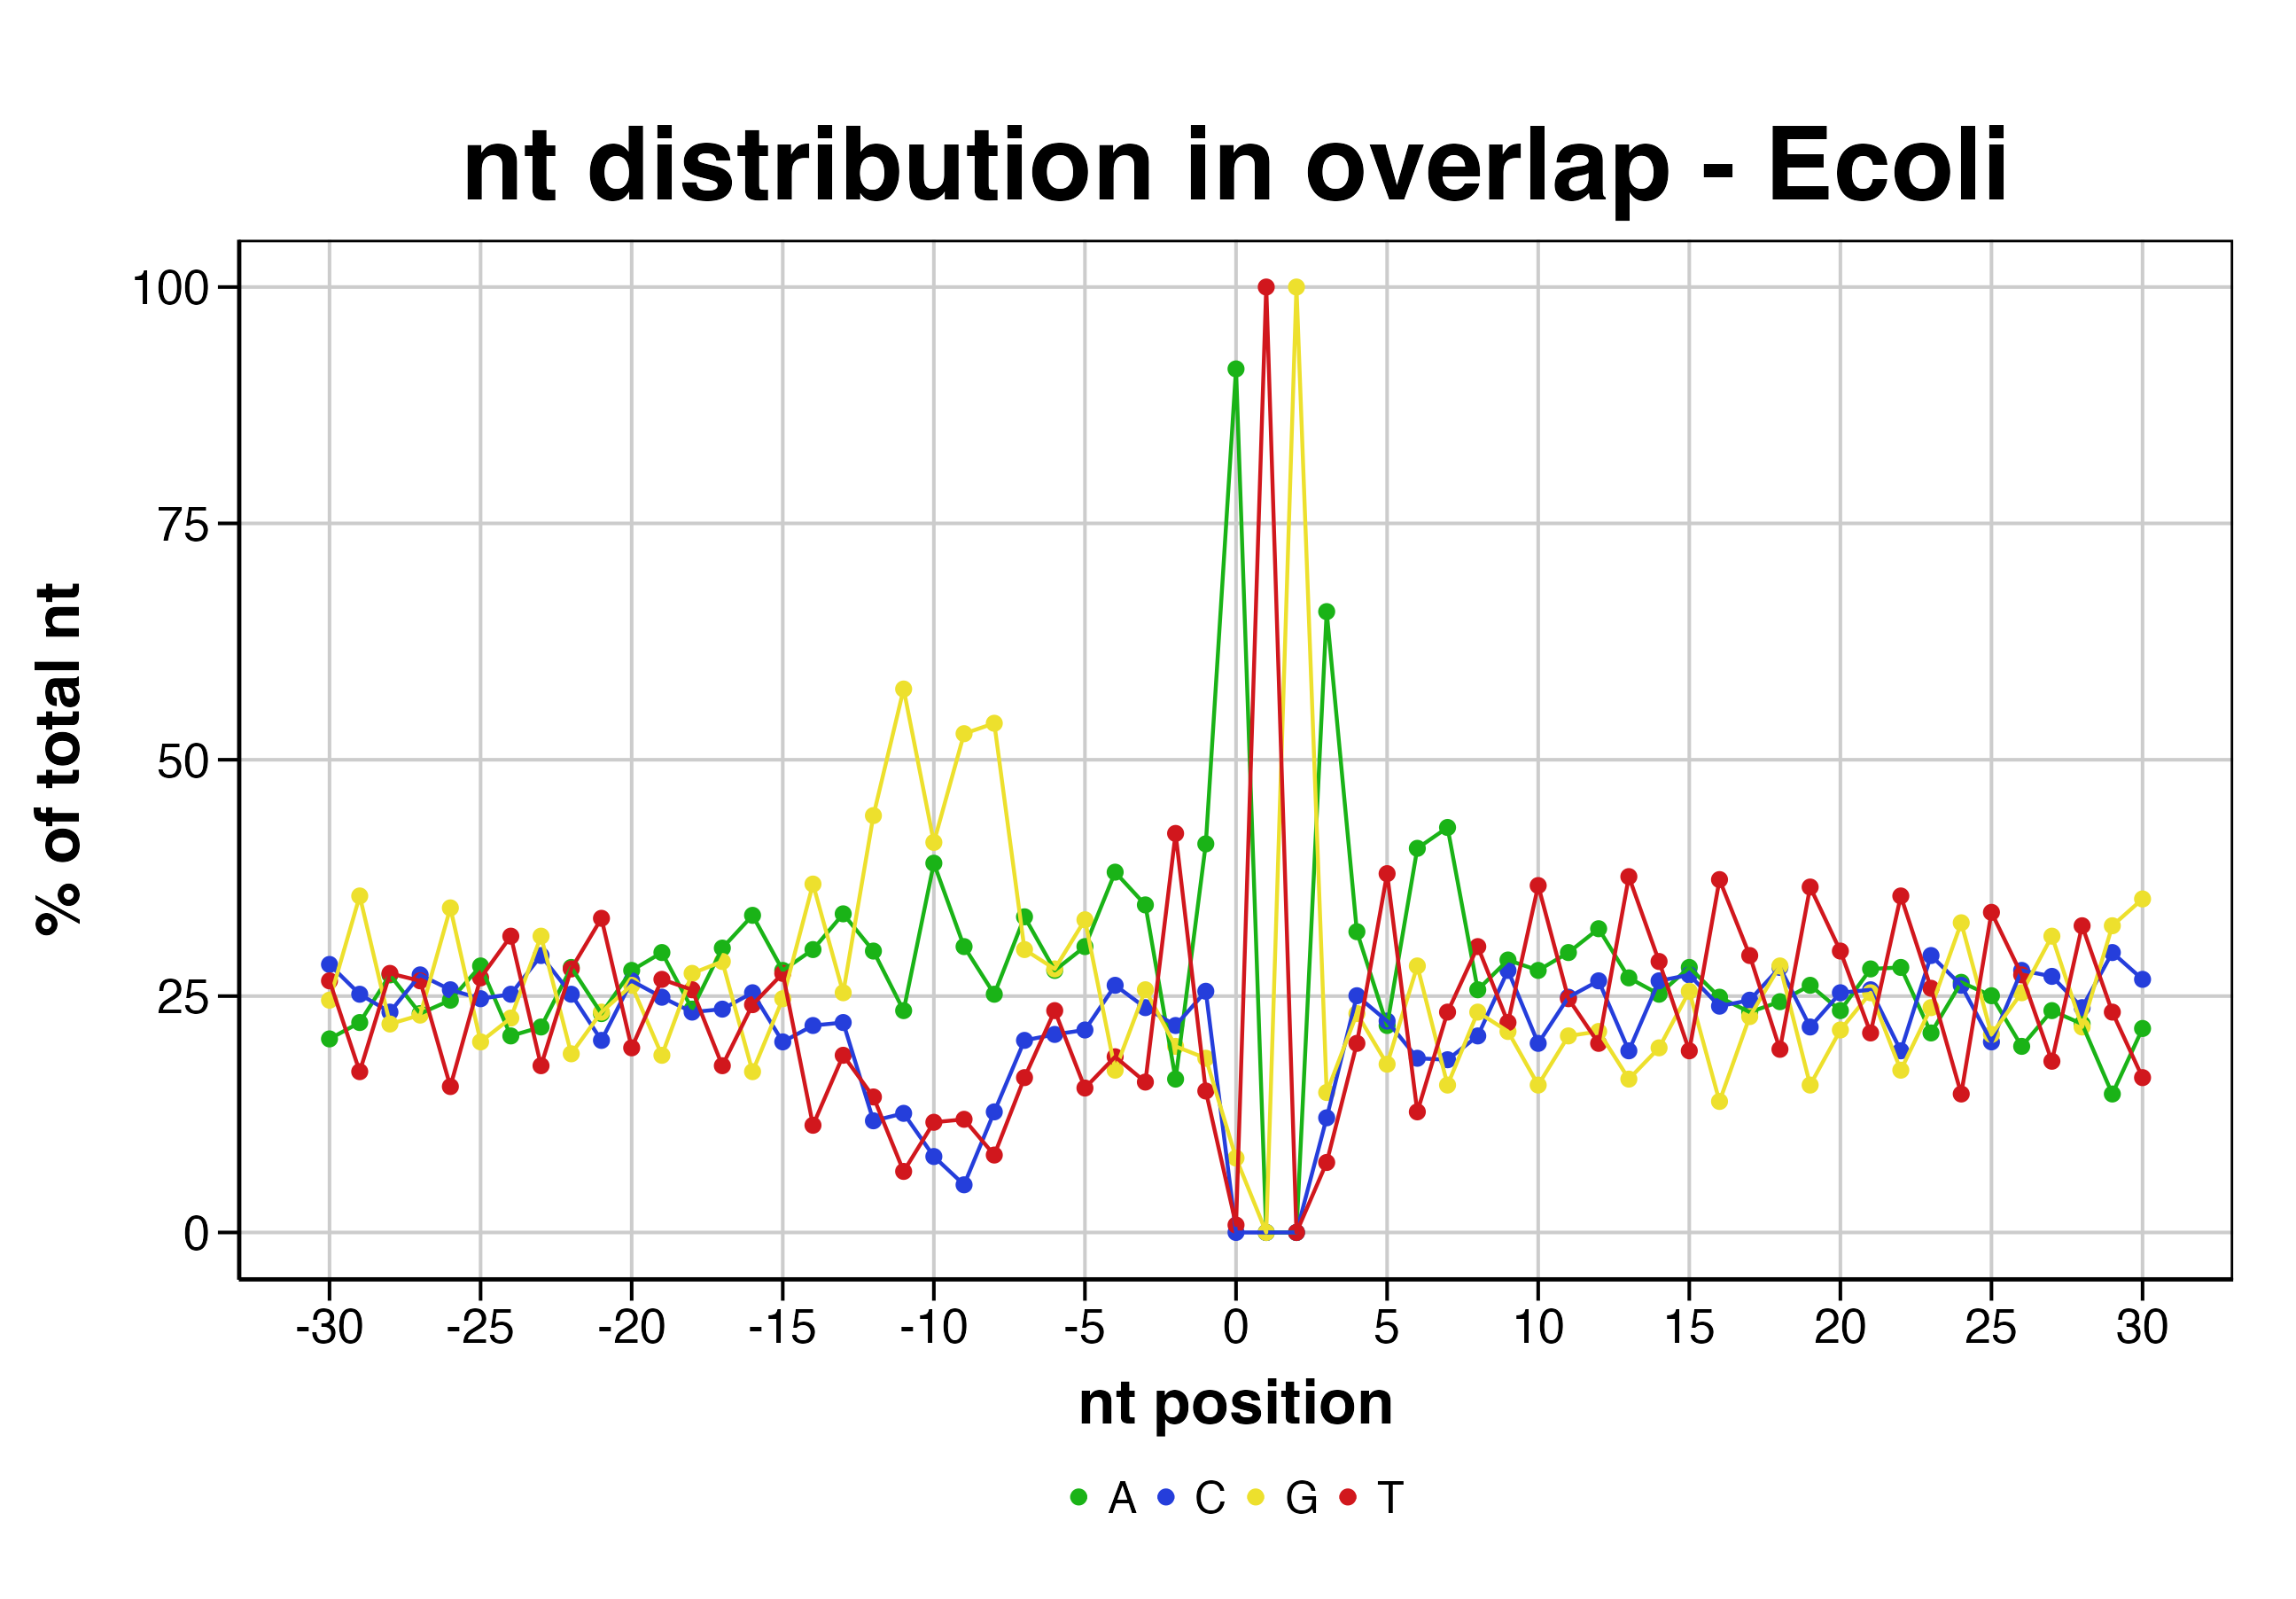 nt distribution in overlap - Ecoli
100
75
50
25
0
% of total nt
-30 -25 -20 -15 -10 -5 0 5 10 15 20 25 30
nt position
A C G T